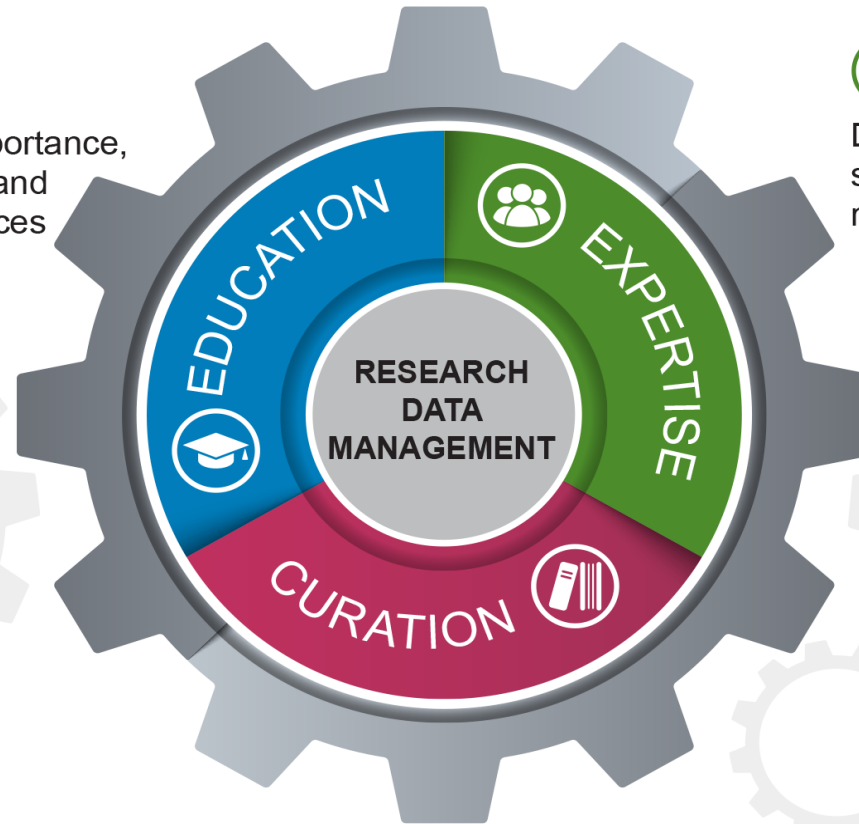 portance,
and
ces
EDUCATION
EXPERTISE
RESEARCH
DATA
MANAGEMENT
CURATION
D
s